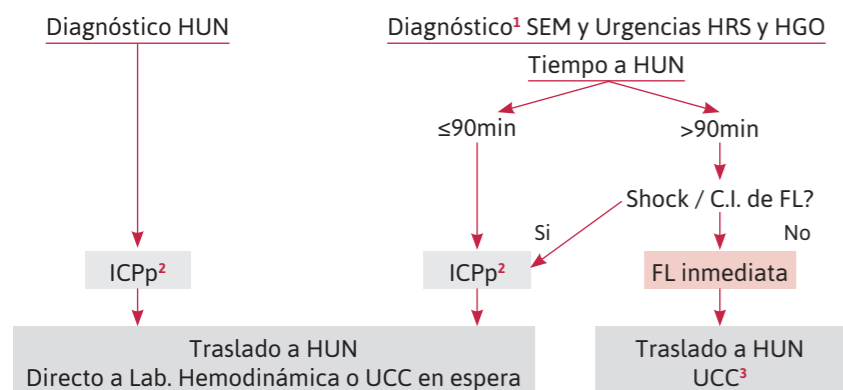 Diagnóstico HUN
Diagnóstico¹ SEM y Urgencias HRS y HGO
Tiempo a HUN
≤90min
>90min
Shock / C.I. de FL?
Si
No
ICPp²
ICPp²
FL inmediata
Traslado a HUN
Directo a Lab. Hemodinámica o UCC en espera
Traslado a HUN
UCC³